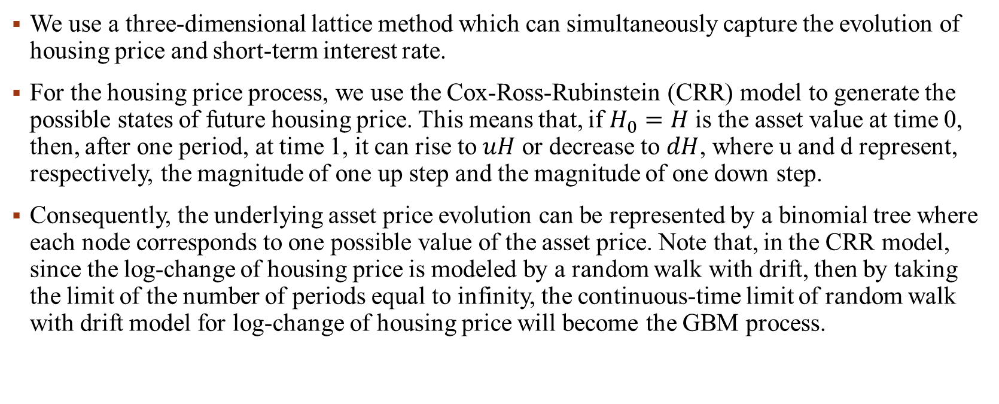 ▪ We use a three-dimensional lattice method which can simultaneously capture the evolution of
housing price and short-term interest rate.
▪ For the housing price process, we use the Cox-Ross-Rubinstein (CRR) model to generate the
possible states of future housing price. This means that, if H₀ = H is the asset value at time 0,
then, after one period, at time 1, it can rise to uH or decrease to dH, where u and d represent,
respectively, the magnitude of one up step and the magnitude of one down step.
▪ Consequently, the underlying asset price evolution can be represented by a binomial tree where
each node corresponds to one possible value of the asset price. Note that, in the CRR model,
since the log-change of housing price is modeled by a random walk with drift, then by taking
the limit of the number of periods equal to infinity, the continuous-time limit of random walk
with drift model for log-change of housing price will become the GBM process.